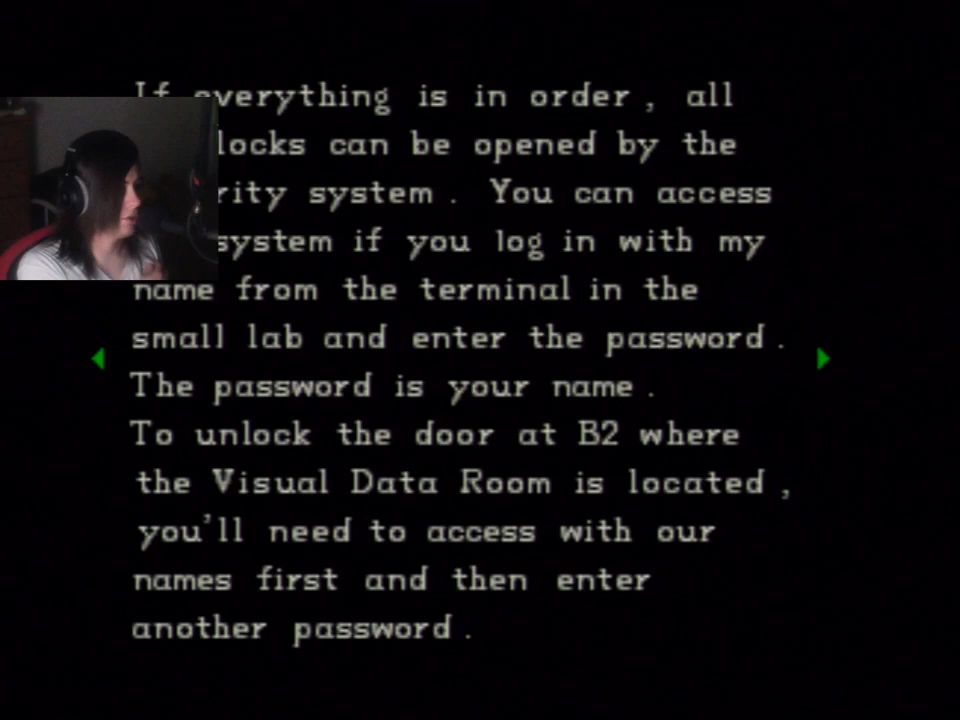 If everything is in order, all
locks can be opened by the
rity system. You can access
system if you log in with my
name from the terminal in the
small lab and enter the password.
The password is your name.
To unlock the door at B2 where
the Visual Data Room is located,
you'll need to access with our
names first and then enter
another password.